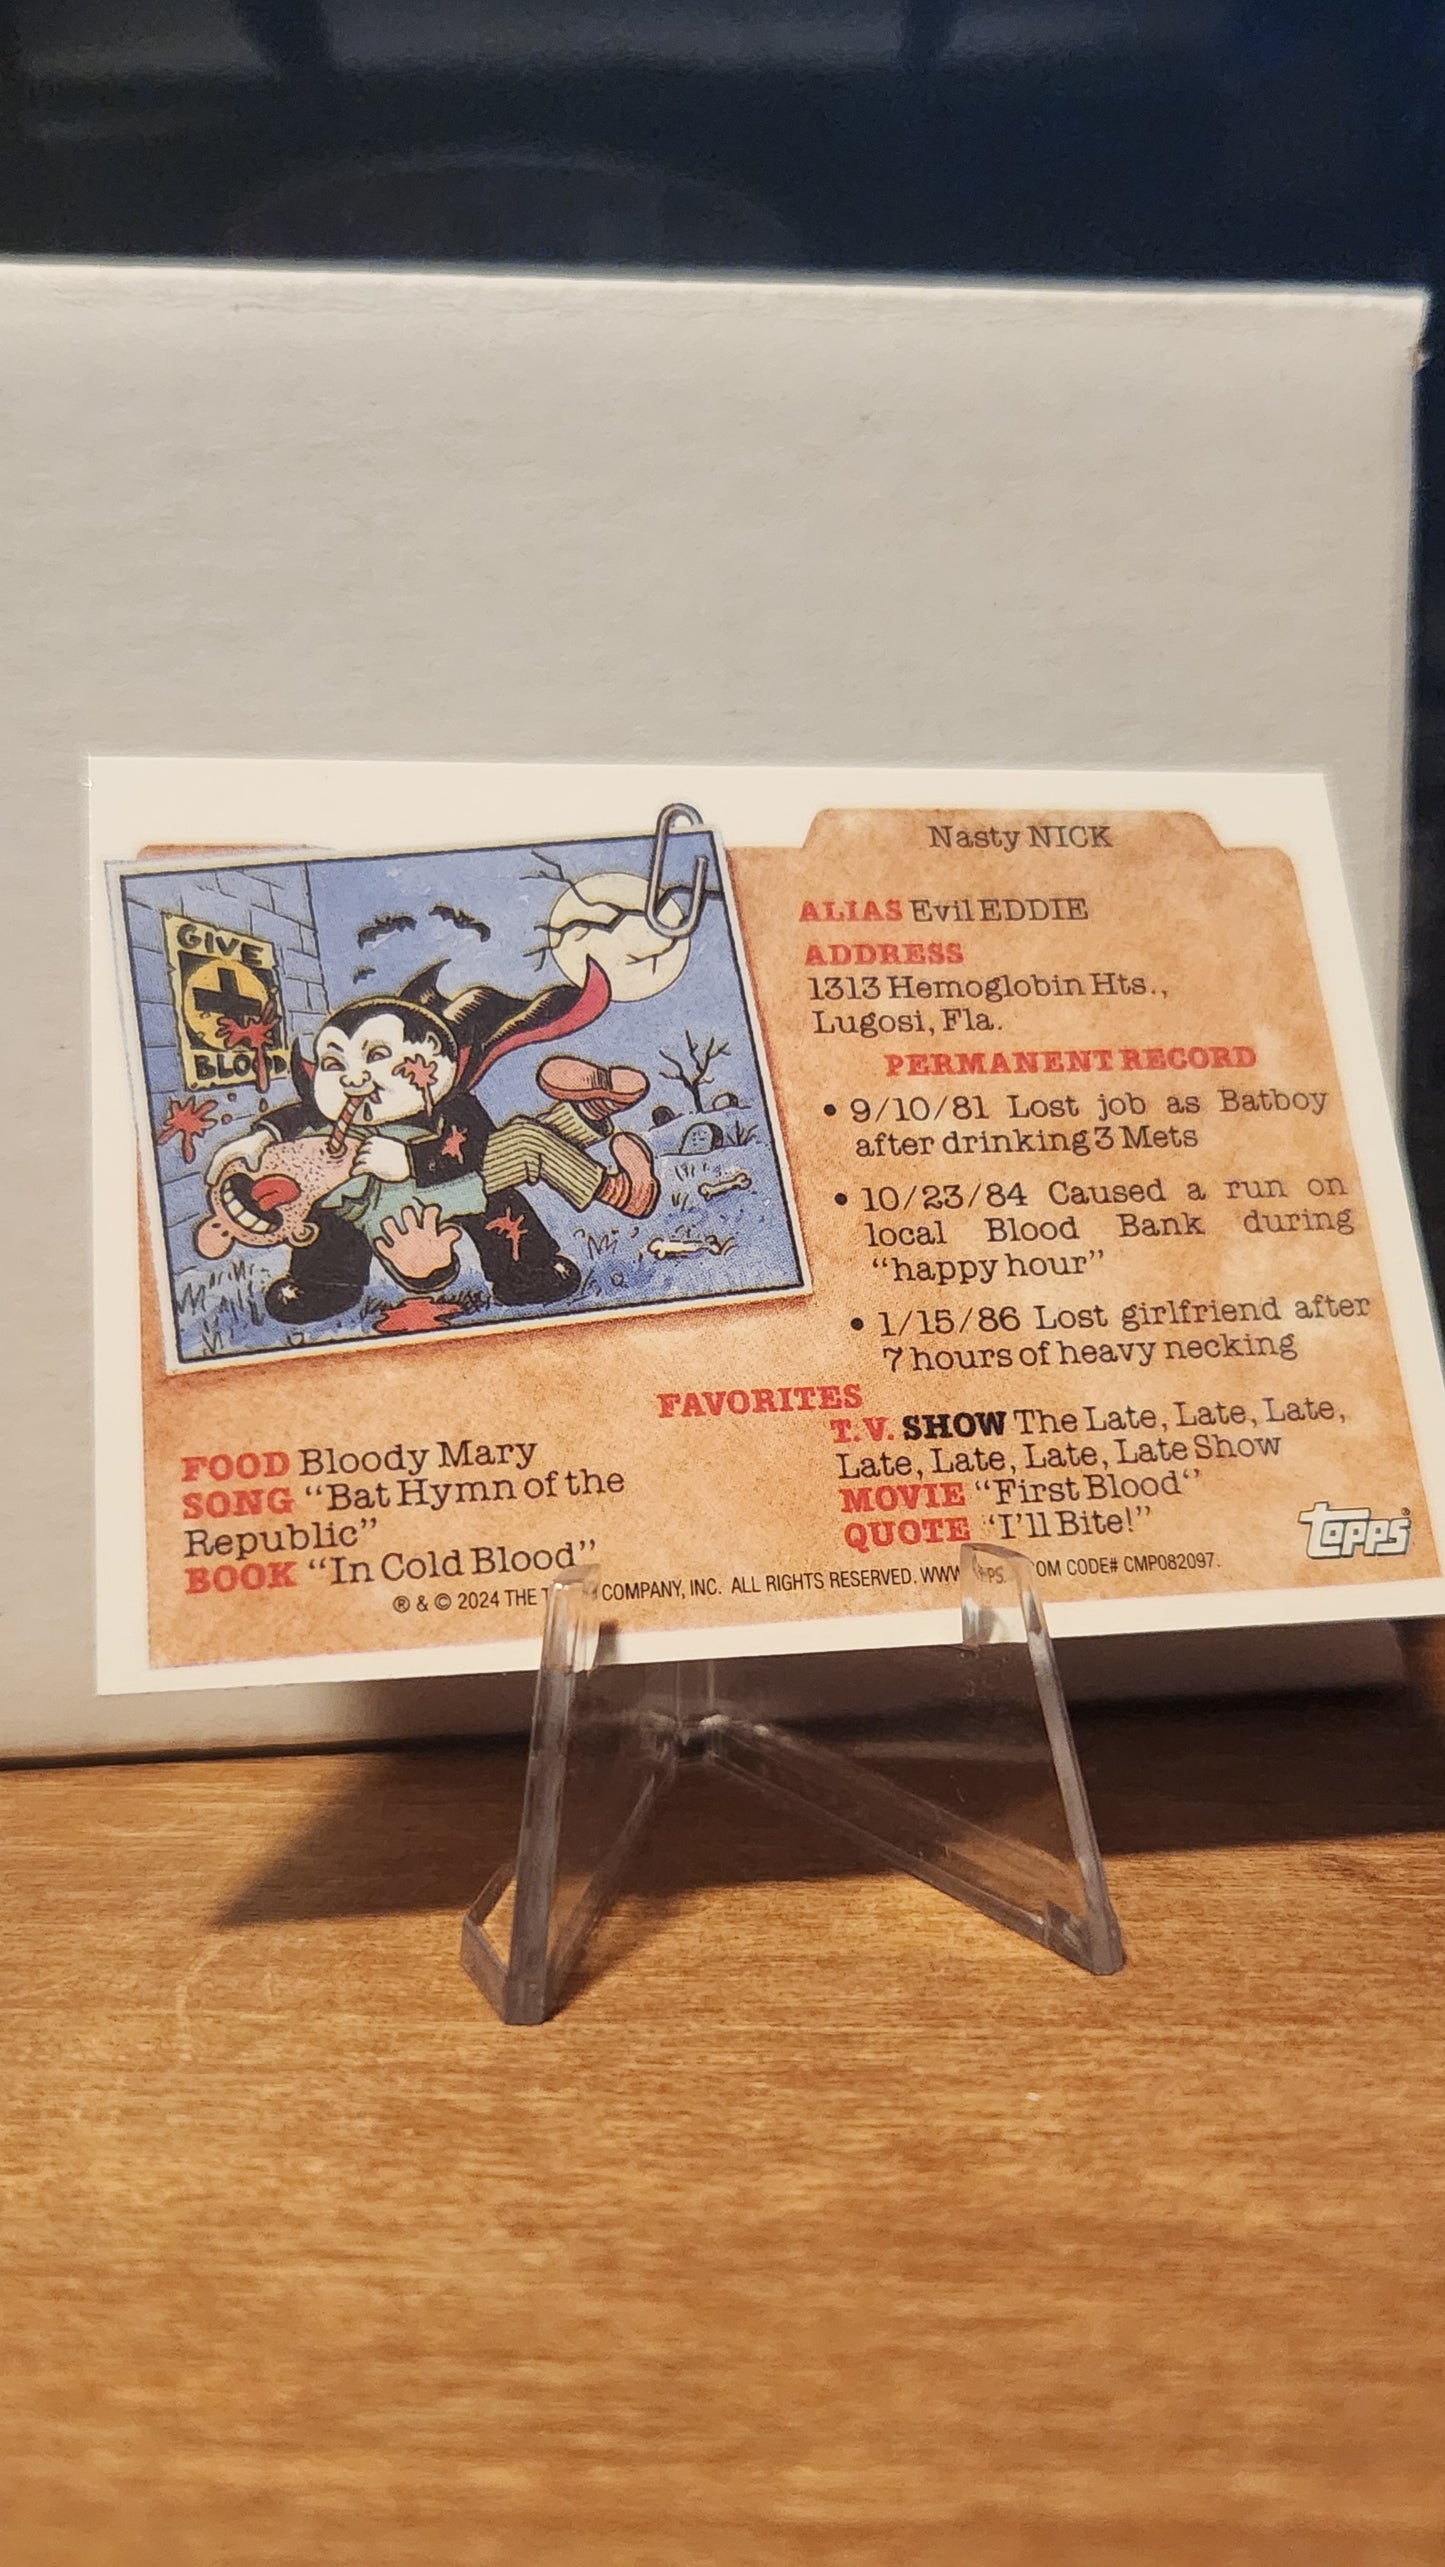 Nasty NICK
GIVE
BLOOD
ALIAS Evil EDDIE
ADDRESS
1313 Hemoglobin Hts.,
Lugosi, Fla.
PERMANENT RECORD
• 9/10/81 Lost job as Batboy
after drinking 3 Mets
• 10/23/84 Caused a run on
local Blood Bank during
“happy hour”
• 1/15/86 Lost girlfriend after
7 hours of heavy necking
FAVORITES
FOOD Bloody Mary
SONG “Bat Hymn of the
Republic”
BOOK “In Cold Blood”
T.V. SHOW The Late, Late, Late,
Late, Late, Late, Late Show
MOVIE “First Blood“
QUOTE “I'll Bite!”
topps®
® & © 2024 THE COMPANY, INC. ALL RIGHTS RESERVED. CODE# CMP082097.